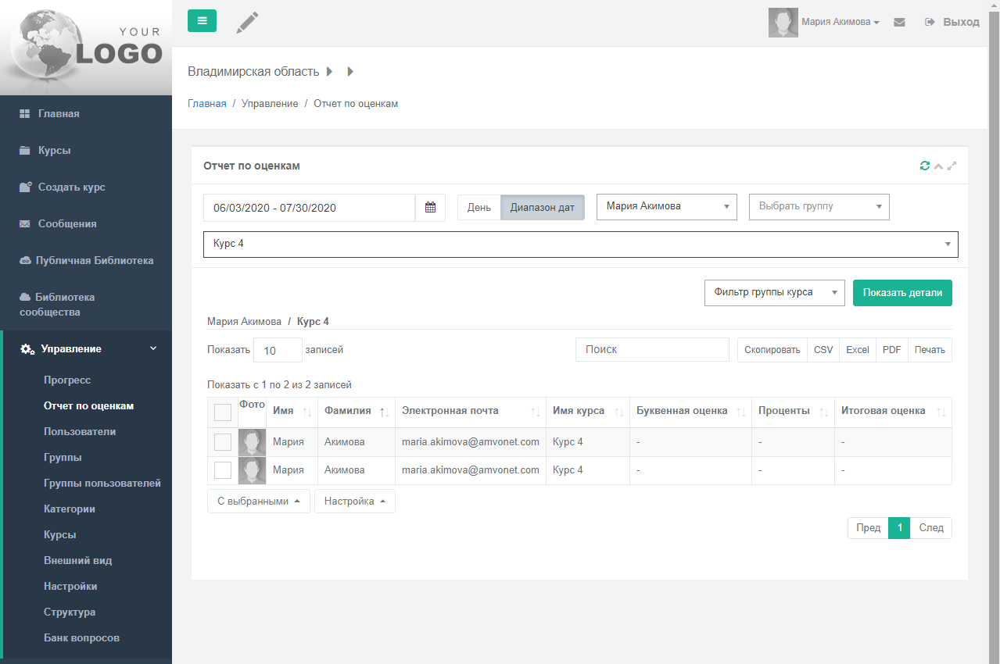 YOUR
LOGO
Мария Акимова
Выход
Владимирская область
Главная / Управление / Отчет по оценкам
Главная
Курсы
Создать курс
Сообщения
Публичная Библиотека
Библиотека
сообщества
Управление
Прогресс
Отчет по оценкам
Пользователи
Группы
Группы пользователей
Категории
Курсы
Внешний вид
Настройки
Структура
Банк вопросов
Отчет по оценкам
06/03/2020 - 07/30/2020 День Диапазон дат Мария Акимова Выбрать группу
Курс 4
Фильтр группы курса Показать детали
Мария Акимова / Курс 4
Показать 10 записей Поиск Скопировать CSV Excel PDF Печать
Показать с 1 по 2 из 2 записей
Фото Имя Фамилия Электронная почта Имя курса Буквенная оценка Проценты Итоговая оценка
Мария Акимова maria.akimova@amvonet.com Курс 4 - - -
Мария Акимова maria.akimova@amvonet.com Курс 4 - - -
С выбранными Настройка
Пред 1 След